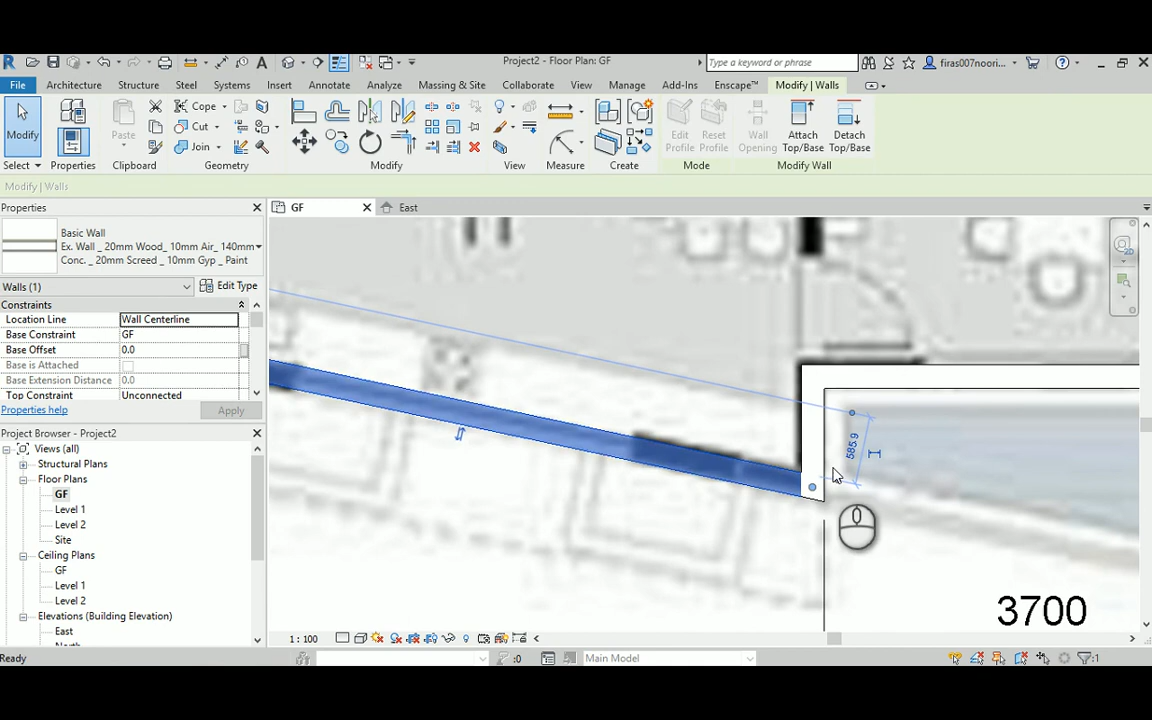 Project2 - Floor Plan: GF
Type a keyword or phrase
firas007noori...
File
Architecture
Structure
Steel
Systems
Insert
Annotate
Analyze
Massing & Site
Collaborate
View
Manage
Add-Ins
Enscape™
Modify | Walls
Modify
Paste
Cope
Cut
Join
Edit Profile
Reset Profile
Wall Opening
Attach Top/Base
Detach Top/Base
Select
Properties
Clipboard
Geometry
Modify
View
Measure
Create
Mode
Modify Wall
Modify | Walls
Properties
GF
East
Basic Wall
Ex. Wall _ 20mm Wood_ 10mm Air_ 140mm
Conc. _ 20mm Screed _ 10mm Gyp _ Paint
Walls (1)
Edit Type
Constraints
Location Line
Wall Centerline
Base Constraint
GF
Base Offset
0.0
Base is Attached
Base Extension Distance
0.0
Top Constraint
Unconnected
Properties help
Apply
Project Browser - Project2
Views (all)
Structural Plans
Floor Plans
GF
Level 1
Level 2
Site
Ceiling Plans
GF
Level 1
Level 2
Elevations (Building Elevation)
East
585.9
3700
1 : 100
Ready
:0
Main Model
:1